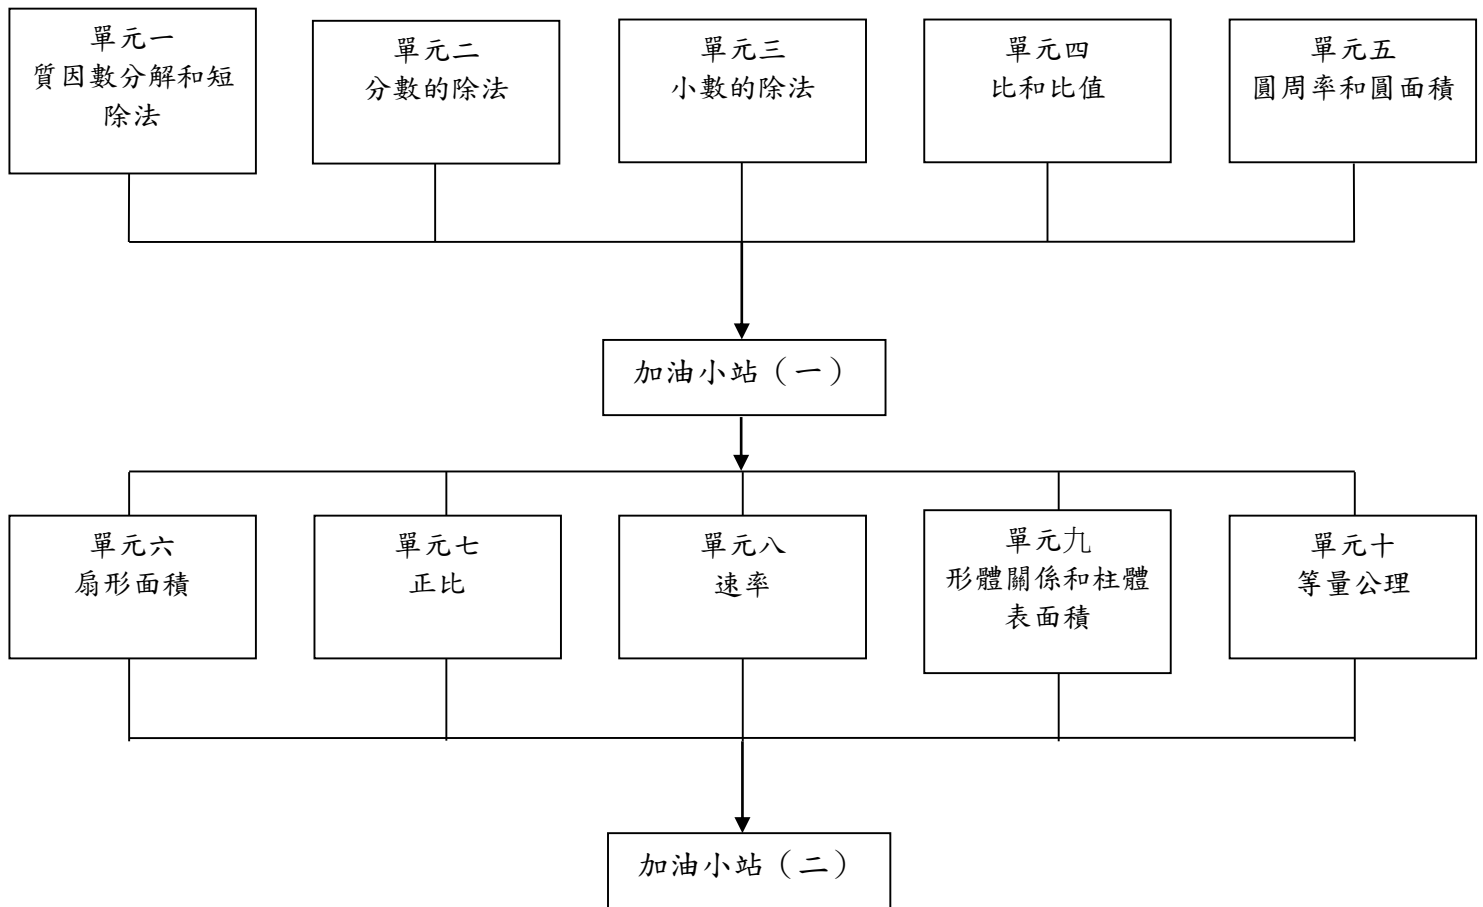 單元一
質因數分解和短
除法
單元二
分數的除法
單元三
小數的除法
單元四
比和比值
單元五
圓周率和圓面積
加油小站（一）
單元六
扇形面積
單元七
正比
單元八
速率
單元九
形體關係和柱體
表面積
單元十
等量公理
加油小站（二）